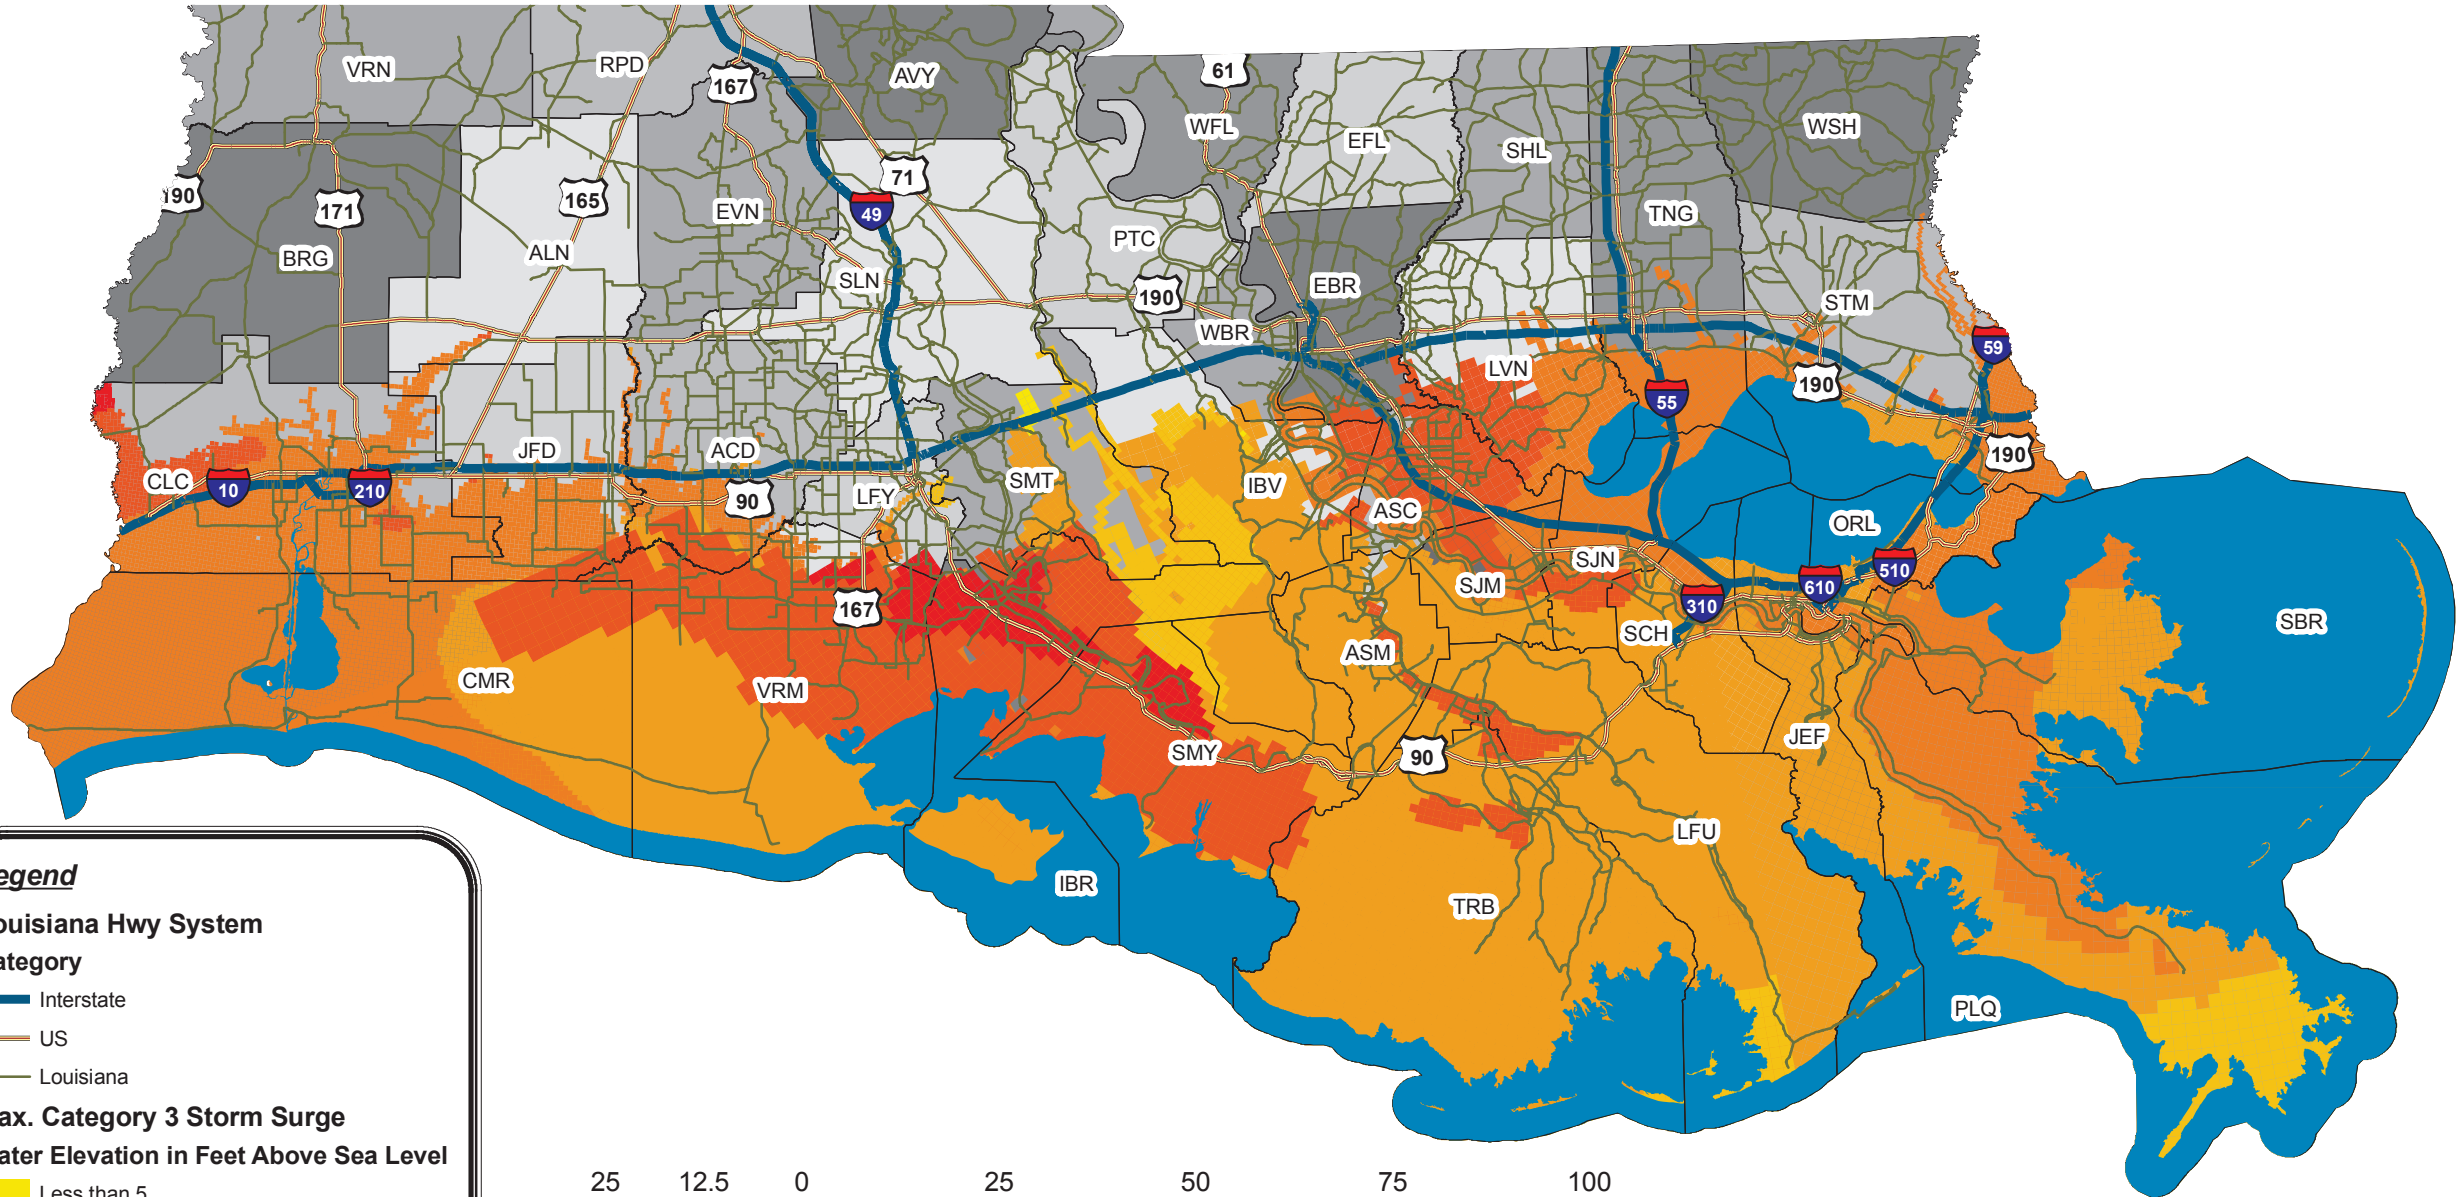 VRN
RPD
AVY
61
167
WFL
EFL
SHL
WSH
71
190
171
165
EVN
49
TNG
BRG
ALN
SLN
PTC
190
EBR
STM
WBR
59
LVN
190
55
CLC
10
210
JFD
ACD
90
LFY
SMT
IBV
ASC
190
ORL
SJN
SJM
510
610
310
167
SCH
SBR
ASM
CMR
VRM
SMY
90
JEF
IBR
LFU
TRB
PLQ
egend
ouisiana Hwy System
ategory
Interstate
US
Louisiana
ax. Category 3 Storm Surge
ater Elevation in Feet Above Sea Level
Less than 5
25 12.5 0 25 50 75 100